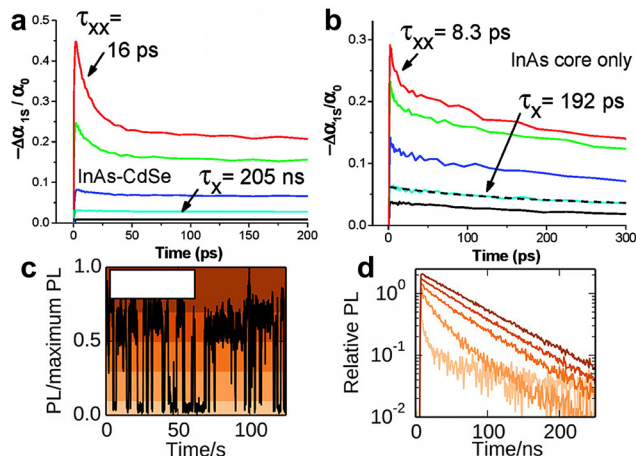 a
τxx=
16 ps
InAs-CdSe
τx = 205 ns
−Δα1S / α0
0.5
0.4
0.3
0.2
0.1
0.0
0 50 100 150 200
Time (ps)
b
τxx = 8.3 ps
InAs core only
τx = 192 ps
−Δα1S/α0
0.3
0.2
0.1
0.0
0 100 200 300
Time (ps)
c
PL/maximum PL
1.0
0.5
0.0
0 50 100
Time/s
d
Relative PL
10⁰
10⁻¹
10⁻²
0 100 200
Time/ns